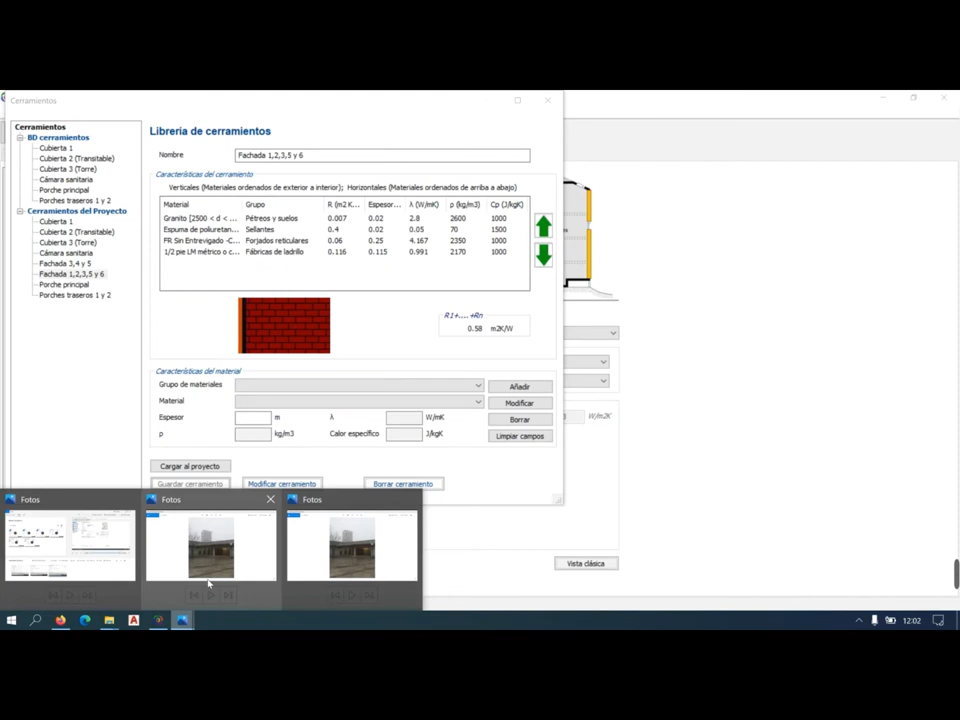 Cerramientos
Cerramientos
BD cerramientos
Cubierta 1
Cubierta 2 (Transitable)
Cubierta 3 (Torre)
Cámara sanitaria
Porche principal
Porches traseros 1 y 2
Cerramientos del Proyecto
Cubierta 1
Cubierta 2 (Transitable)
Cubierta 3 (Torre)
Cámara sanitaria
Fachada 3,4 y 5
Fachada 1,2,3,5 y 6
Porche principal
Porches traseros 1 y 2
Librería de cerramientos
Nombre Fachada 1,2,3,5 y 6
Características del cerramiento
Verticales (Materiales ordenados de exterior a interior); Horizontales (Materiales ordenados de arriba a abajo)
Material Grupo R (m2 K... Espesor... λ (W/mK) ρ (kg/m3) Cp (J/kgK)
Granito [2500 < d < ... Pétreos y suelos 0.007 0.02 2.8 2600 1000
Espuma de poliuretan... Sellantes 0.4 0.02 0.05 70 1500
FR Sin Entrevigado -C... Forjados reticulares 0.06 0.25 4.167 2350 1000
1/2 pie LM métrico o c... Fábricas de ladrillo 0.116 0.115 0.991 2170 1000
R1+....+Rn
0.58 m2K/W
Características del material
Grupo de materiales Añadir
Material Modificar
Espesor m λ W/mK Borrar
ρ kg/m3 Calor específico J/kgK Limpiar campos
Cargar al proyecto
Guardar cerramiento Modificar cerramiento Borrar cerramiento
W/m2K
Vista clásica
Fotos Fotos Fotos
12:02